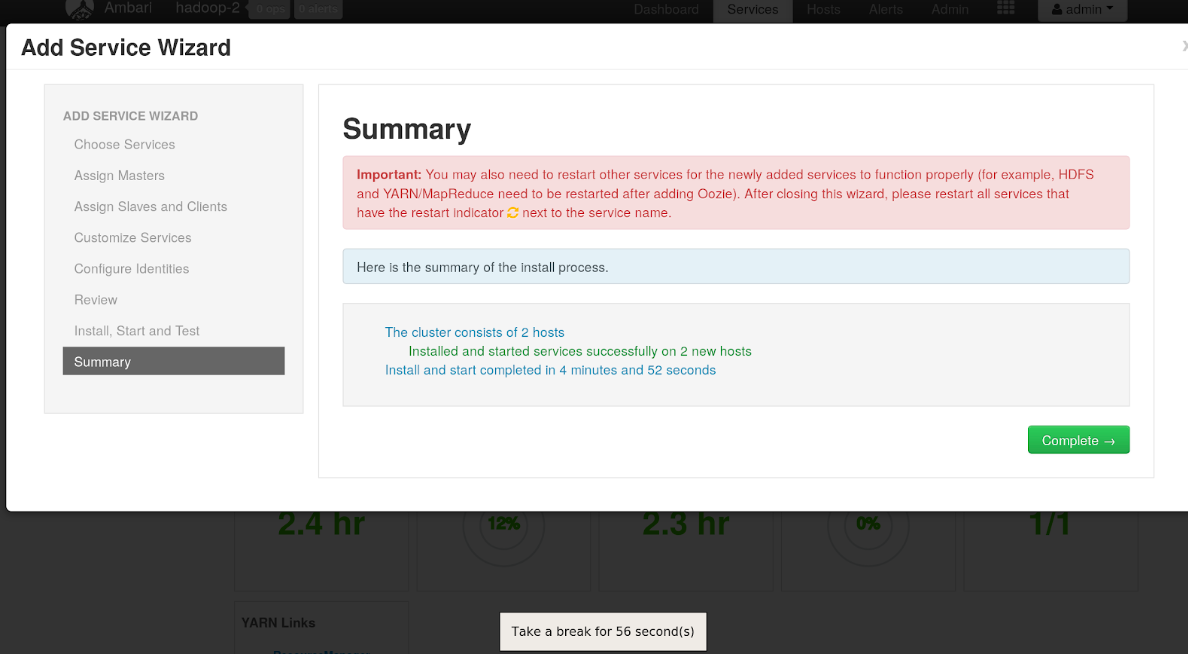 Ambari hadoop-2 0 ops 0 alerts Dashboard Services Hosts Alerts Admin admin
Add Service Wizard x
ADD SERVICE WIZARD
Choose Services
Assign Masters
Assign Slaves and Clients
Customize Services
Configure Identities
Review
Install, Start and Test
Summary
Summary
Important: You may also need to restart other services for the newly added services to function properly (for example, HDFS
and YARN/MapReduce need to be restarted after adding Oozie). After closing this wizard, please restart all services that
have the restart indicator next to the service name.
Here is the summary of the install process.
The cluster consists of 2 hosts
Installed and started services successfully on 2 new hosts
Install and start completed in 4 minutes and 52 seconds
Complete →
2.4 hr 12% 2.3 hr 0% 1/1
YARN Links
Take a break for 56 second(s)